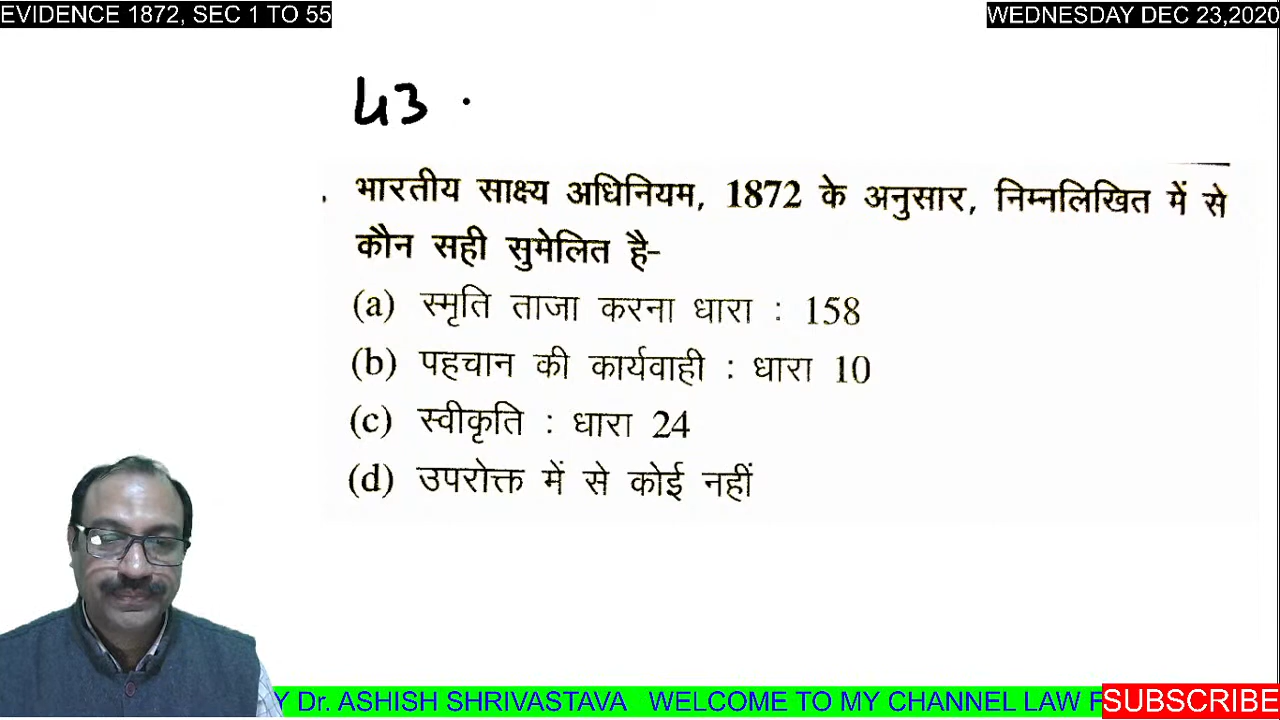 EVIDENCE 1872, SEC 1 TO 55
WEDNESDAY DEC 23,2020
43 .
. भारतीय साक्ष्य अधिनियम, 1872 के अनुसार, निम्नलिखित में से
कौन सही सुमेलित है-
(a) स्मृति ताजा करना धारा : 158
(b) पहचान की कार्यवाही : धारा 10
(c) स्वीकृति : धारा 24
(d) उपरोक्त में से कोई नहीं
Y Dr. ASHISH SHRIVASTAVA WELCOME TO MY CHANNEL LAW F
SUBSCRIBE